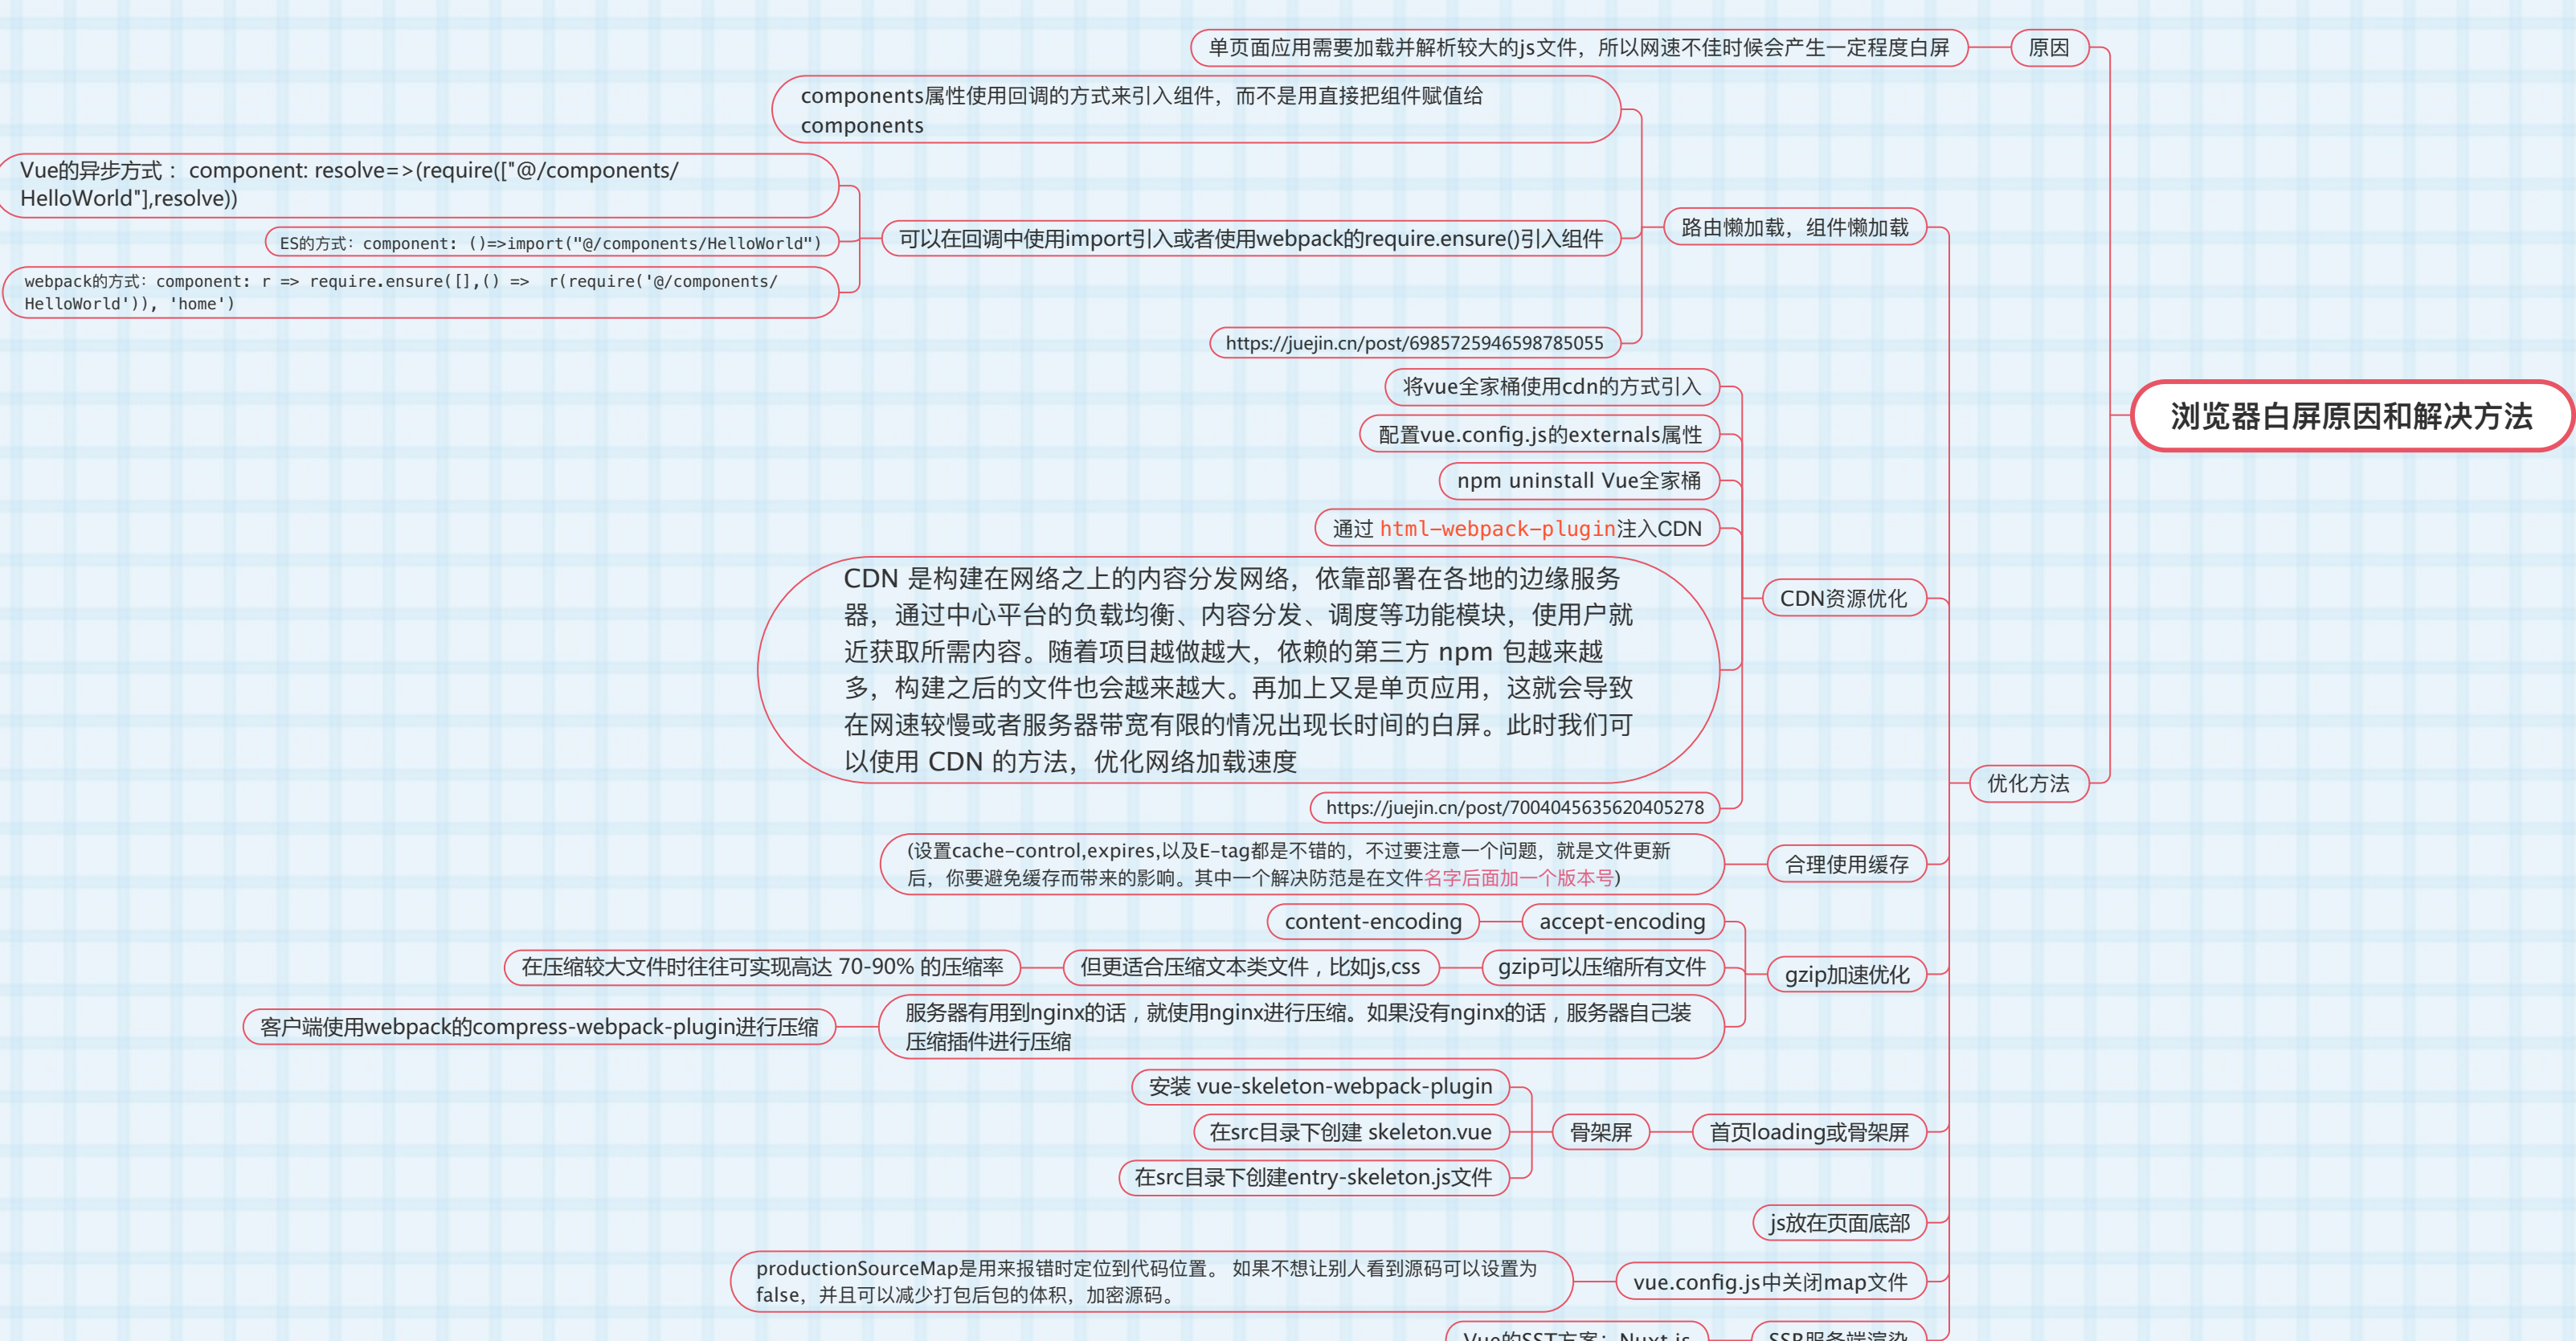 浏览器白屏原因和解决方法
原因
单页面应用需要加载并解析较大的js文件，所以网速不佳时候会产生一定程度白屏
优化方法
路由懒加载，组件懒加载
components属性使用回调的方式来引入组件，而不是用直接把组件赋值给
components
可以在回调中使用import引入或者使用webpack的require.ensure()引入组件
Vue的异步方式 ：component: resolve=>(require(["@/components/
HelloWorld"],resolve))
ES的方式：component: ()=>import("@/components/HelloWorld")
webpack的方式：component: r => require.ensure([],() =>  r(require('@/components/
HelloWorld')), 'home')
https://juejin.cn/post/6985725946598785055
CDN资源优化
将vue全家桶使用cdn的方式引入
配置vue.config.js的externals属性
npm uninstall Vue全家桶
通过 html-webpack-plugin注入CDN
CDN 是构建在网络之上的内容分发网络，依靠部署在各地的边缘服务
器，通过中心平台的负载均衡、内容分发、调度等功能模块，使用户就
近获取所需内容。随着项目越做越大，依赖的第三方 npm 包越来越
多，构建之后的文件也会越来越大。再加上又是单页应用，这就会导致
在网速较慢或者服务器带宽有限的情况出现长时间的白屏。此时我们可
以使用 CDN 的方法，优化网络加载速度
https://juejin.cn/post/7004045635620405278
合理使用缓存
(设置cache-control,expires,以及E-tag都是不错的，不过要注意一个问题，就是文件更新
后，你要避免缓存而带来的影响。其中一个解决防范是在文件名字后面加一个版本号)
gzip加速优化
accept-encoding
content-encoding
gzip可以压缩所有文件
但更适合压缩文本类文件，比如js,css
在压缩较大文件时往往可实现高达 70-90% 的压缩率
服务器有用到nginx的话，就使用nginx进行压缩。如果没有nginx的话，服务器自己装
压缩插件进行压缩
客户端使用webpack的compress-webpack-plugin进行压缩
首页loading或骨架屏
骨架屏
安装 vue-skeleton-webpack-plugin
在src目录下创建 skeleton.vue
在src目录下创建entry-skeleton.js文件
js放在页面底部
vue.config.js中关闭map文件
productionSourceMap是用来报错时定位到代码位置。 如果不想让别人看到源码可以设置为
false，并且可以减少打包后包的体积，加密源码。
SSR服务端渲染
Vue的SST方案：Nuxt.js